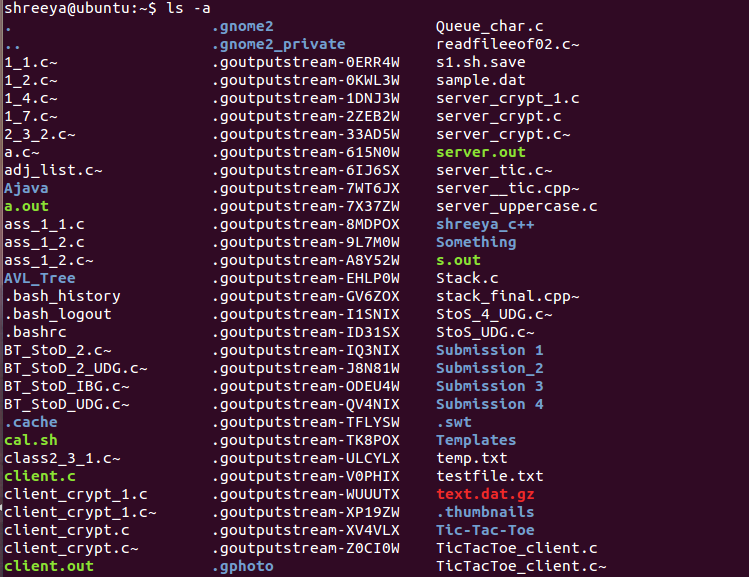 shreeya@ubuntu:~$ ls -a
. .gnome2 Queue_char.c
.. .gnome2_private readfileeof02.c~
1_1.c~ .goutputstream-0ERR4W s1.sh.save
1_2.c~ .goutputstream-0KWL3W sample.dat
1_4.c~ .goutputstream-1DNJ3W server_crypt_1.c
1_7.c~ .goutputstream-2ZEB2W server_crypt.c
2_3_2.c~ .goutputstream-33AD5W server_crypt.c~
a.c~ .goutputstream-615N0W server.out
adj_list.c~ .goutputstream-6IJ6SX server_tic.c~
Ajava .goutputstream-7WT6JX server__tic.cpp~
a.out .goutputstream-7X37ZW server_uppercase.c
ass_1_1.c .goutputstream-8MDPOX shreeya_c++
ass_1_2.c .goutputstream-9L7M0W Something
ass_1_2.c~ .goutputstream-A8Y52W s.out
AVL_Tree .goutputstream-EHLP0W Stack.c
.bash_history .goutputstream-GV6ZOX stack_final.cpp~
.bash_logout .goutputstream-I1SNIX StoS_4_UDG.c~
.bashrc .goutputstream-ID31SX StoS_UDG.c~
BT_StoD_2.c~ .goutputstream-IQ3NIX Submission 1
BT_StoD_2_UDG.c~ .goutputstream-J8N81W Submission_2
BT_StoD_IBG.c~ .goutputstream-ODEU4W Submission 3
BT_StoD_UDG.c~ .goutputstream-QV4NIX Submission 4
.cache .goutputstream-TFLYSW .swt
cal.sh .goutputstream-TK8POX Templates
class2_3_1.c~ .goutputstream-ULCYLX temp.txt
client.c .goutputstream-V0PHIX testfile.txt
client_crypt_1.c .goutputstream-WUUUTX text.dat.gz
client_crypt_1.c~ .goutputstream-XP19ZW .thumbnails
client_crypt.c .goutputstream-XV4VLX Tic-Tac-Toe
client_crypt.c~ .goutputstream-Z0CI0W TicTacToe_client.c
client.out .gphoto TicTacToe_client.c~